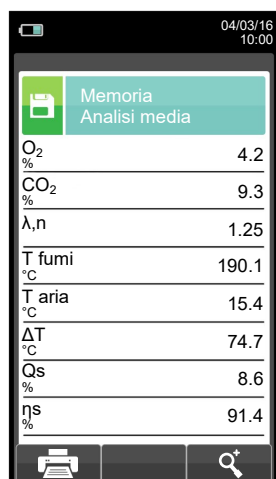 04/03/16
10:00
Memoria
Analisi media
O₂
% 4.2
CO₂
% 9.3
λ,n 1.25
T fumi
°C 190.1
T aria
°C 15.4
ΔT
°C 74.7
Qs
% 8.6
ηs
% 91.4